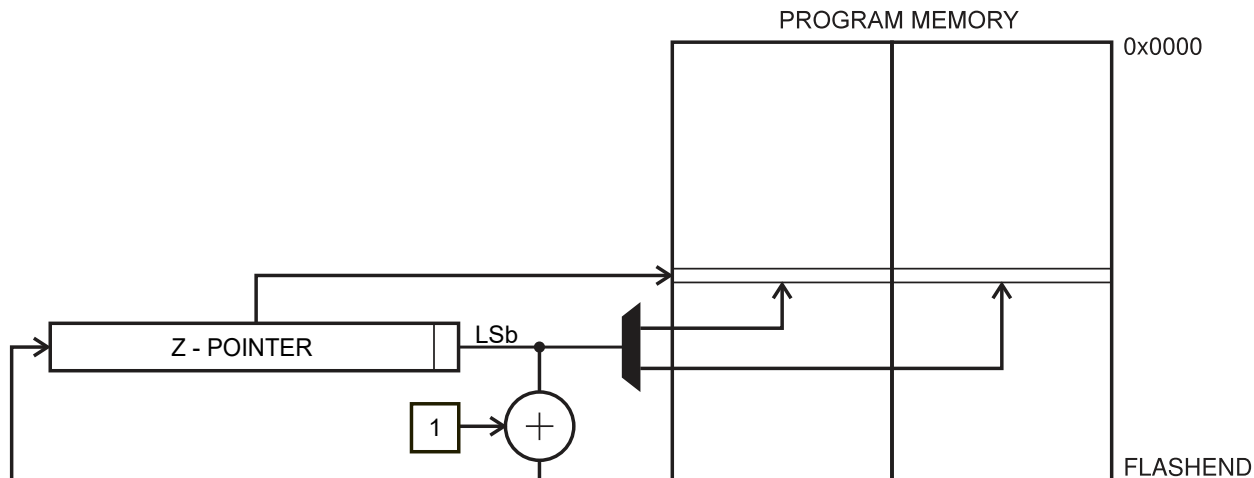 PROGRAM MEMORY
0x0000
Z - POINTER
LSb
1
FLASHEND